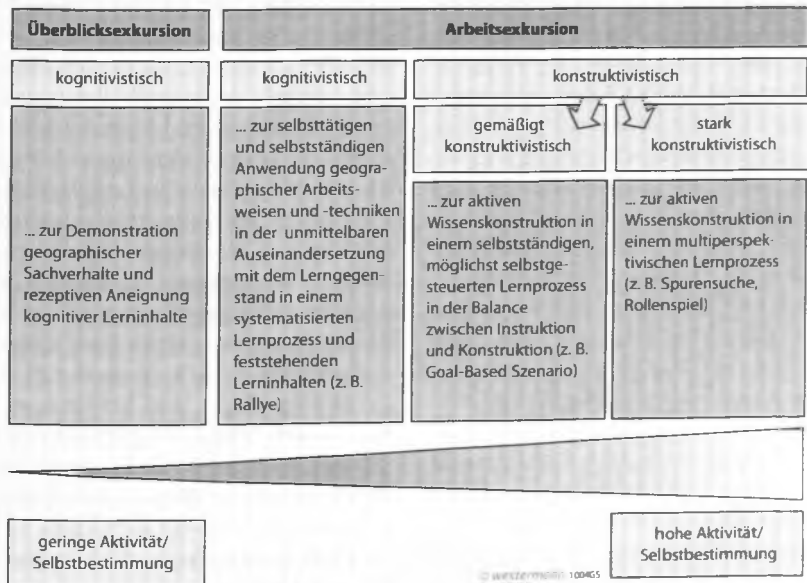 Überblicksexkursion
Arbeitsexkursion
kognitivistisch
kognitivistisch
konstruktivistisch
gemäßigt
konstruktivistisch
stark
konstruktivistisch
... zur Demonstration
geographischer
Sachverhalte und
rezeptiven Aneignung
kognitiver Lerninhalte
... zur selbsttätigen
und selbstständigen
Anwendung geogra-
phischer Arbeits-
weisen und -techniken
in der unmittelbaren
Auseinandersetzung
mit dem Lerngegen-
stand in einem
systematisierten
Lernprozess und
feststehenden
Lerninhalten (z. B.
Rallye)
... zur aktiven
Wissenskonstruktion in
einem selbstständigen,
möglichst selbstge-
steuerten Lernprozess
in der Balance
zwischen Instruktion
und Konstruktion (z. B.
Goal-Based Szenario)
... zur aktiven
Wissenskonstruktion in
einem multiperspek-
tivischen Lernprozess
(z. B. Spurensuche,
Rollenspiel)
geringe Aktivität/
Selbstbestimmung
hohe Aktivität/
Selbstbestimmung
© westermann